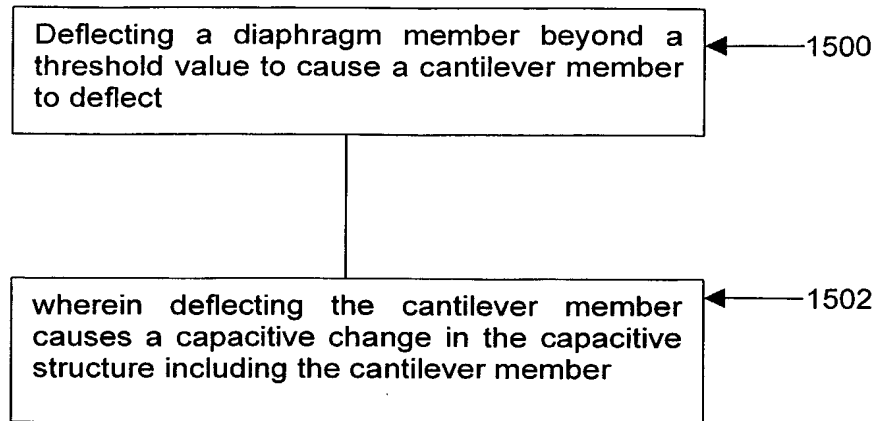 Deflecting a diaphragm member beyond a
threshold value to cause a cantilever member
to deflect
1500
wherein deflecting the cantilever member
causes a capacitive change in the capacitive
structure including the cantilever member
1502